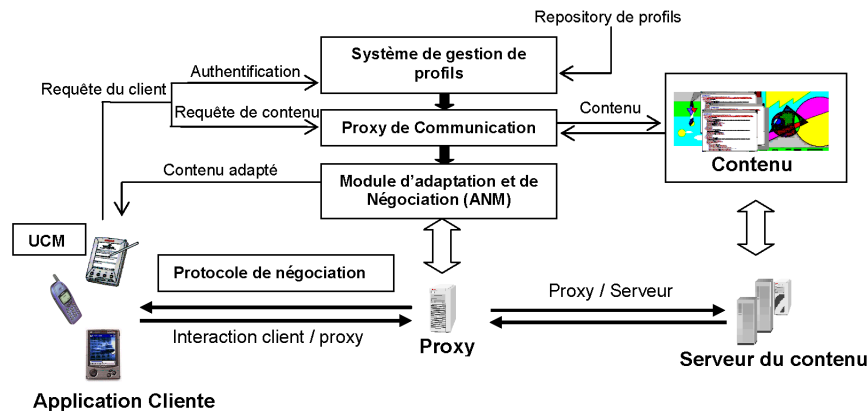 Repository de profils
Système de gestion de
profils
Authentification
Requête du client
Requête de contenu
Proxy de Communication
Contenu
Contenu
Contenu adapté
Module d’adaptation et de
Négociation (ANM)
UCM
Protocole de négociation
Interaction client / proxy
Proxy
Proxy / Serveur
Serveur du contenu
Application Cliente